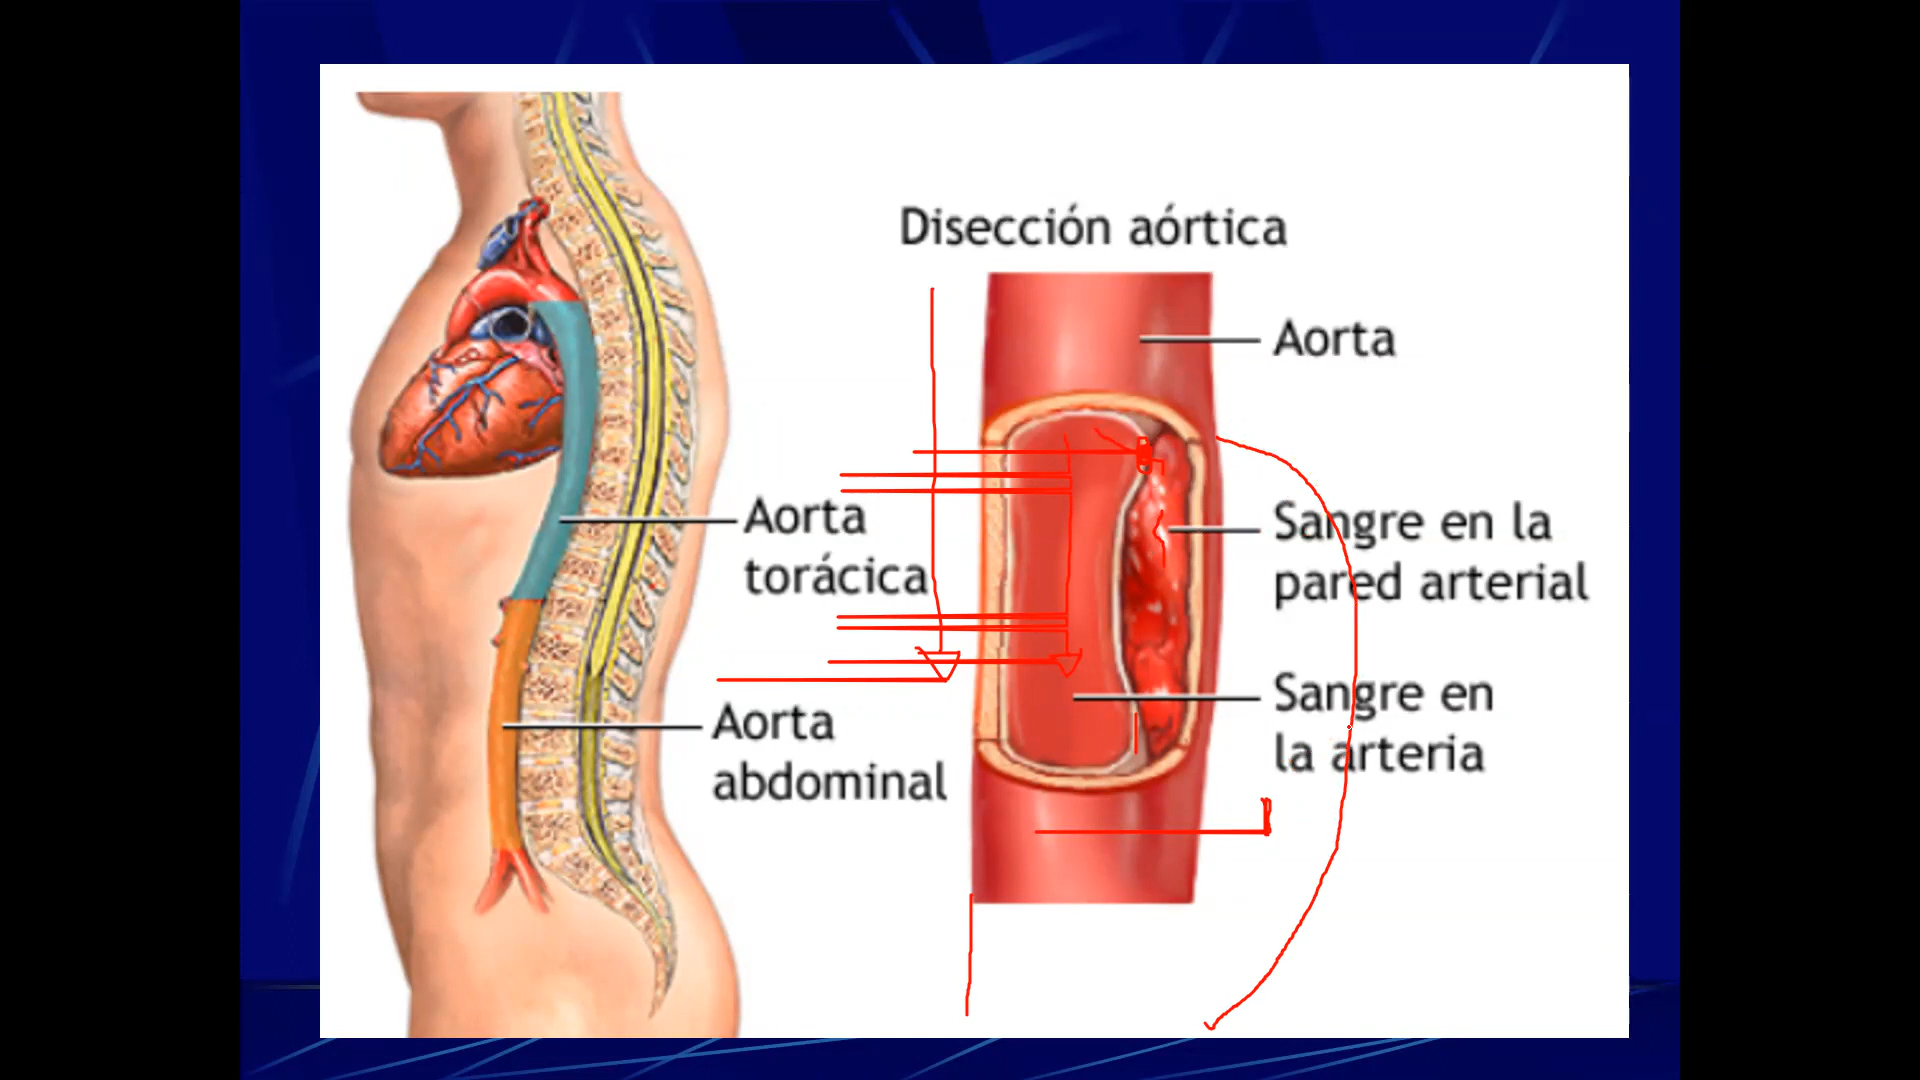 Disección aórtica
Aorta
Aorta
torácica
Sangre en la
pared arterial
Sangre en
la arteria
Aorta
abdominal